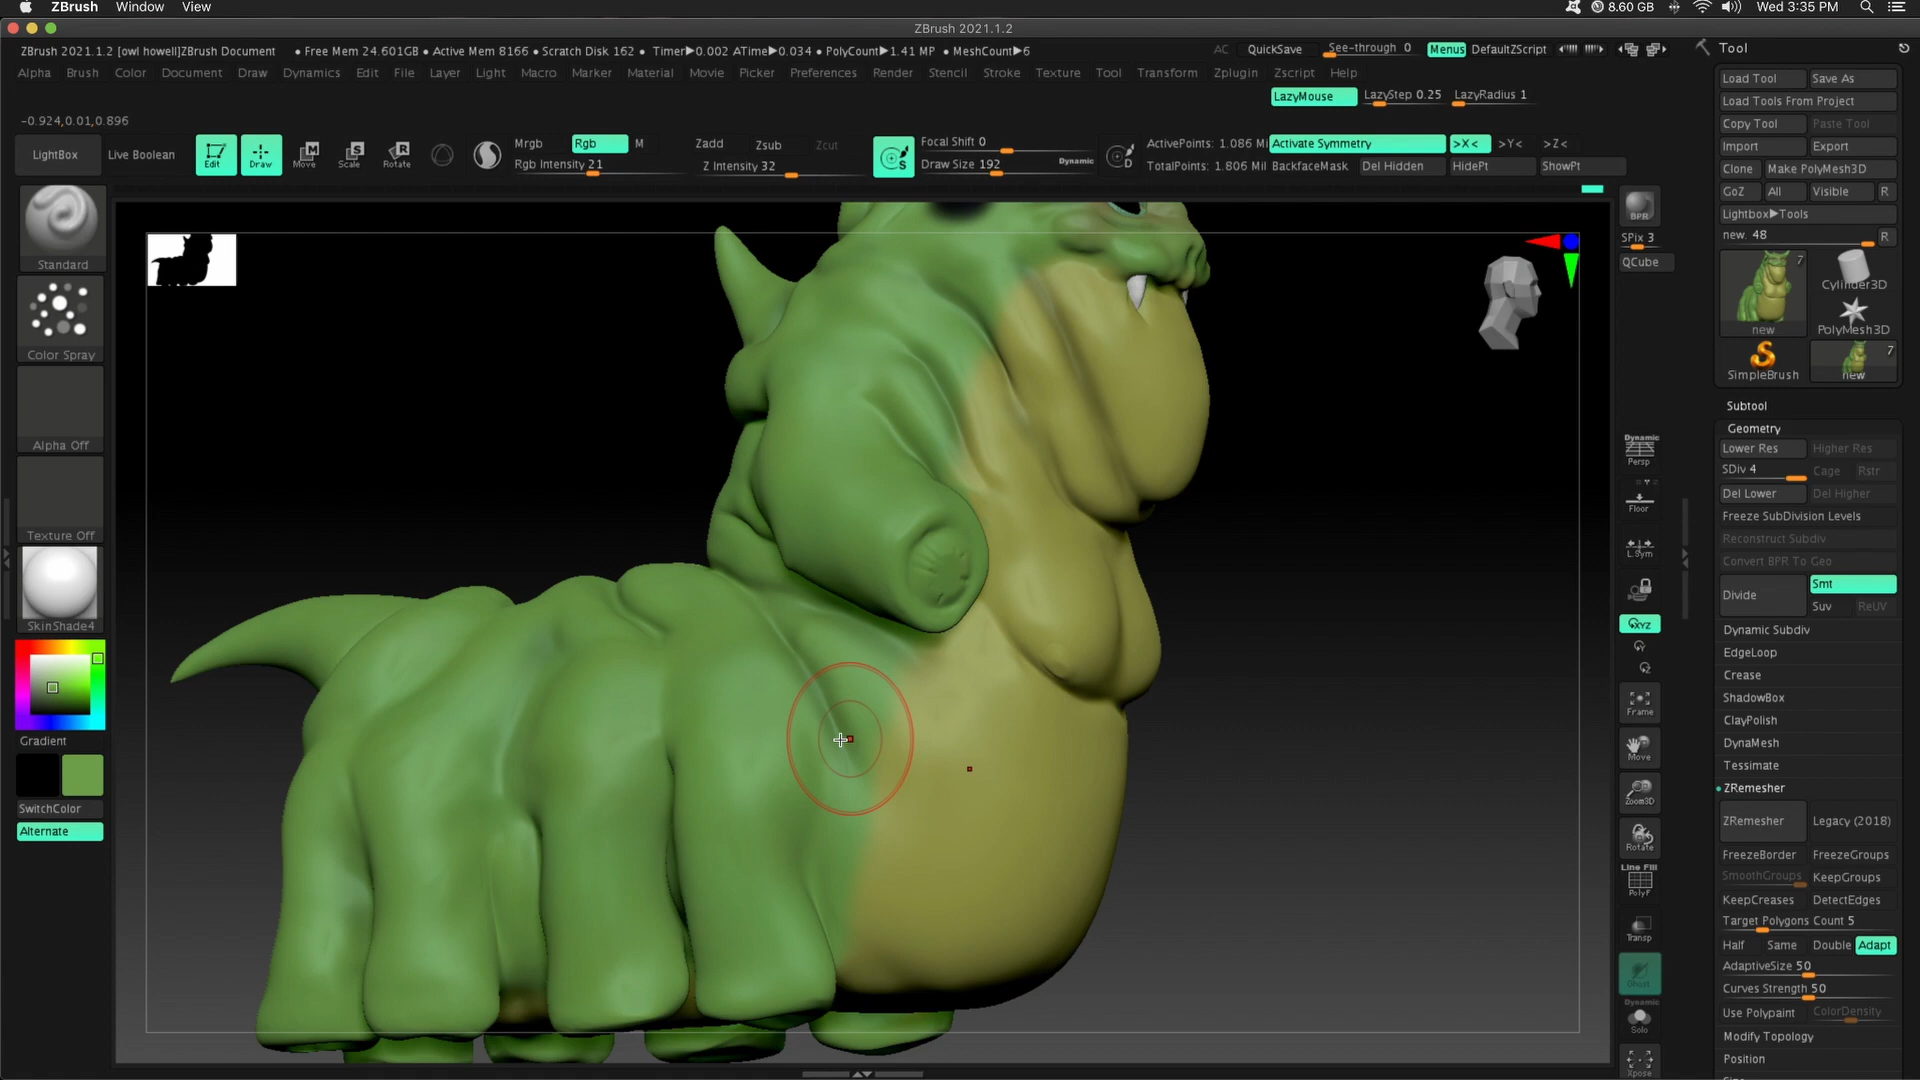 ZBrush Window View 8.60 GB Wed 3:35 PM
ZBrush 2021.1.2
ZBrush 2021.1.2 [owl howell]ZBrush Document • Free Mem 24.601GB • Active Mem 8166 • Scratch Disk 162 • Timer▶0.002 ATime▶0.034 • PolyCount▶1.41 MP • MeshCount▶6 AC QuickSave See-through 0 Menus DefaultZScript
Alpha Brush Color Document Draw Dynamics Edit File Layer Light Macro Marker Material Movie Picker Preferences Render Stencil Stroke Texture Tool Transform Zplugin Zscript Help
LazyMouse LazyStep 0.25 LazyRadius 1
-0.924,0.01,0.896
LightBox Live Boolean Edit Draw Move Scale Rotate
Mrgb Rgb M Zadd Zsub Zcut Focal Shift 0 ActivePoints: 1.086 Mi Activate Symmetry >X< >Y< >Z<
Rgb Intensity 21 Z Intensity 32 S Draw Size 192 Dynamic D TotalPoints: 1.806 Mil BackfaceMask Del Hidden HidePt ShowPt
Standard
Color Spray
Alpha Off
Texture Off
SkinShade4
Gradient
SwitchColor
Alternate
BPR
SPix 3
QCube
Dynamic
Persp
Floor
L.Sym
XYZ
Frame
Move
Zoom3D
Rotate
Line Fill
PolyF
Transp
Ghost
Dynamic
Solo
Xpose
Tool
Load Tool Save As
Load Tools From Project
Copy Tool Paste Tool
Import Export
Clone Make PolyMesh3D
GoZ All Visible R
Lightbox▶Tools
new. 48 R
7
Cylinder3D
new PolyMesh3D
7
SimpleBrush new
Subtool
Geometry
Lower Res Higher Res
SDiv 4 Cage Rstr
Del Lower Del Higher
Freeze SubDivision Levels
Reconstruct Subdiv
Convert BPR To Geo
Divide Smt
Suv ReUV
Dynamic Subdiv
EdgeLoop
Crease
ShadowBox
ClayPolish
DynaMesh
Tessimate
ZRemesher
ZRemesher Legacy (2018)
FreezeBorder FreezeGroups
SmoothGroups KeepGroups
KeepCreases DetectEdges
Target Polygons Count 5
Half Same Double Adapt
AdaptiveSize 50
Curves Strength 50
Use Polypaint ColorDensity
Modify Topology
Position